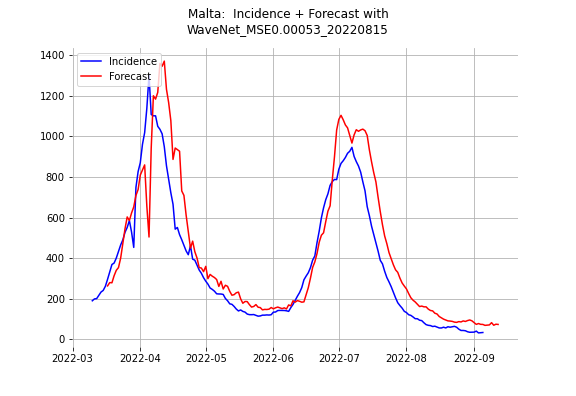 Malta:  Incidence + Forecast with
WaveNet_MSE0.00053_20220815
Incidence
Forecast
1400
1200
1000
800
600
400
200
0
2022-03 2022-04 2022-05 2022-06 2022-07 2022-08 2022-09